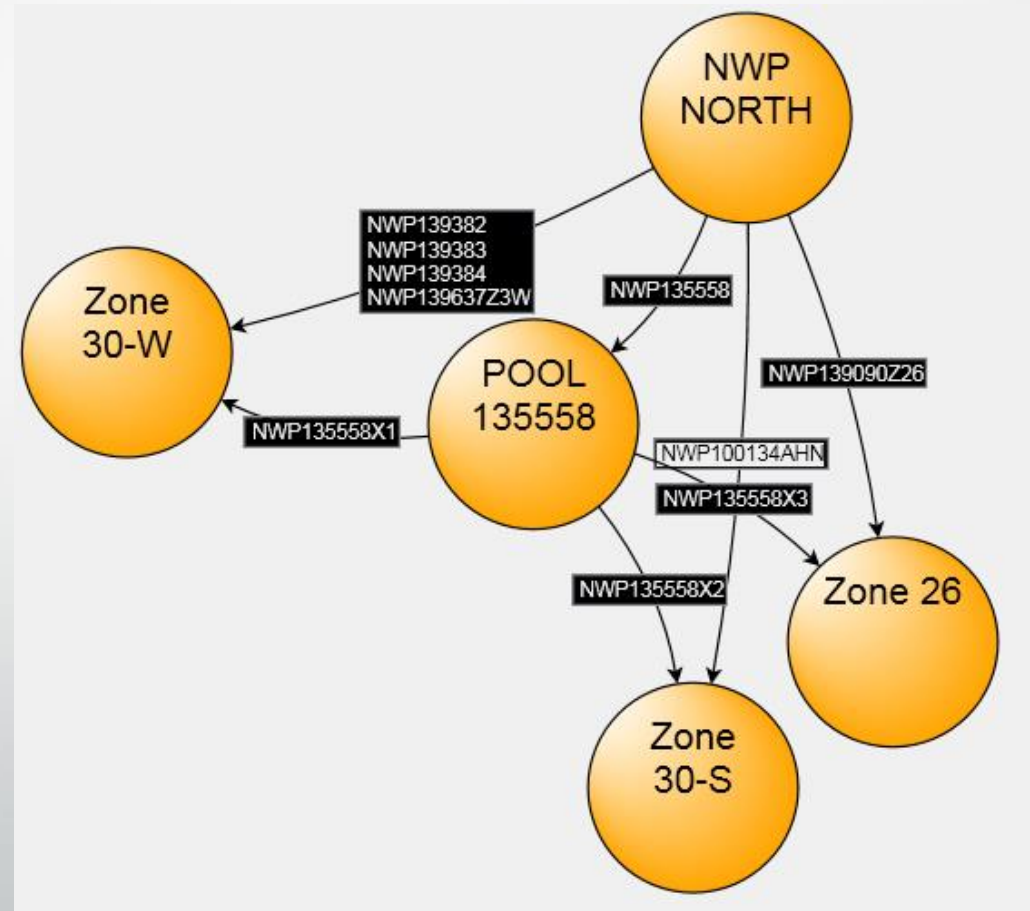 NWP
NORTH
NWP139382
NWP139383
NWP139384
NWP139637Z3W
NWP135558
Zone
30-W
POOL
135558
NWP139090Z26
NWP135558X1
NWP100134AHN
NWP135558X3
NWP135558X2
Zone 26
Zone
30-S